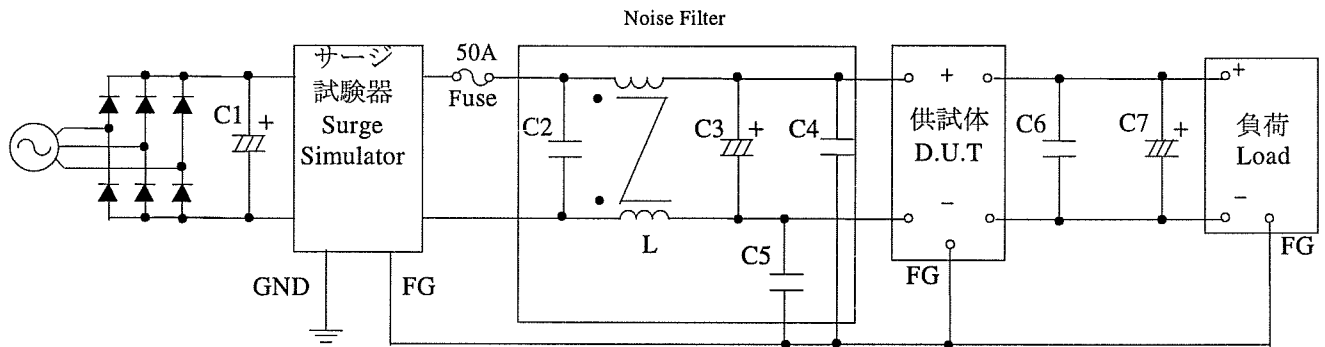 Noise Filter
サージ
試験器
Surge
Simulator
50A
Fuse
C1
+
C2
C3
+
C4
+
供試体
D.U.T
-
C6
C7
+
+
負荷
Load
-
L
C5
GND
FG
FG
FG